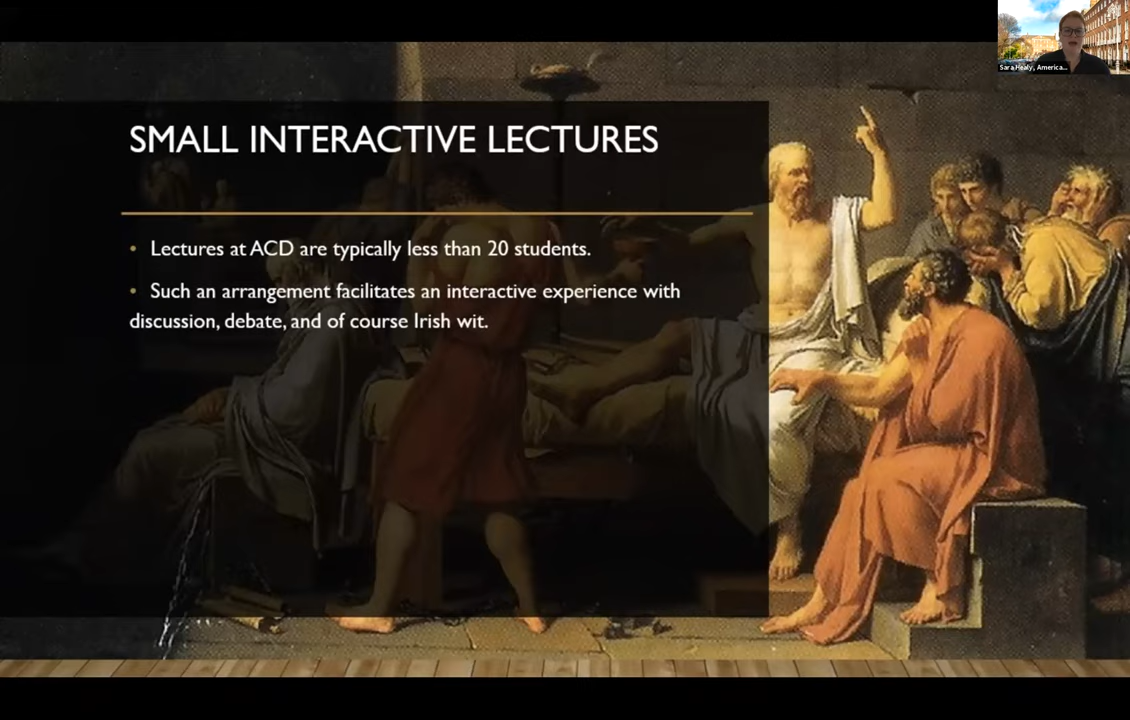 Sara Healy, America...
SMALL INTERACTIVE LECTURES
• Lectures at ACD are typically less than 20 students.
• Such an arrangement facilitates an interactive experience with
discussion, debate, and of course Irish wit.